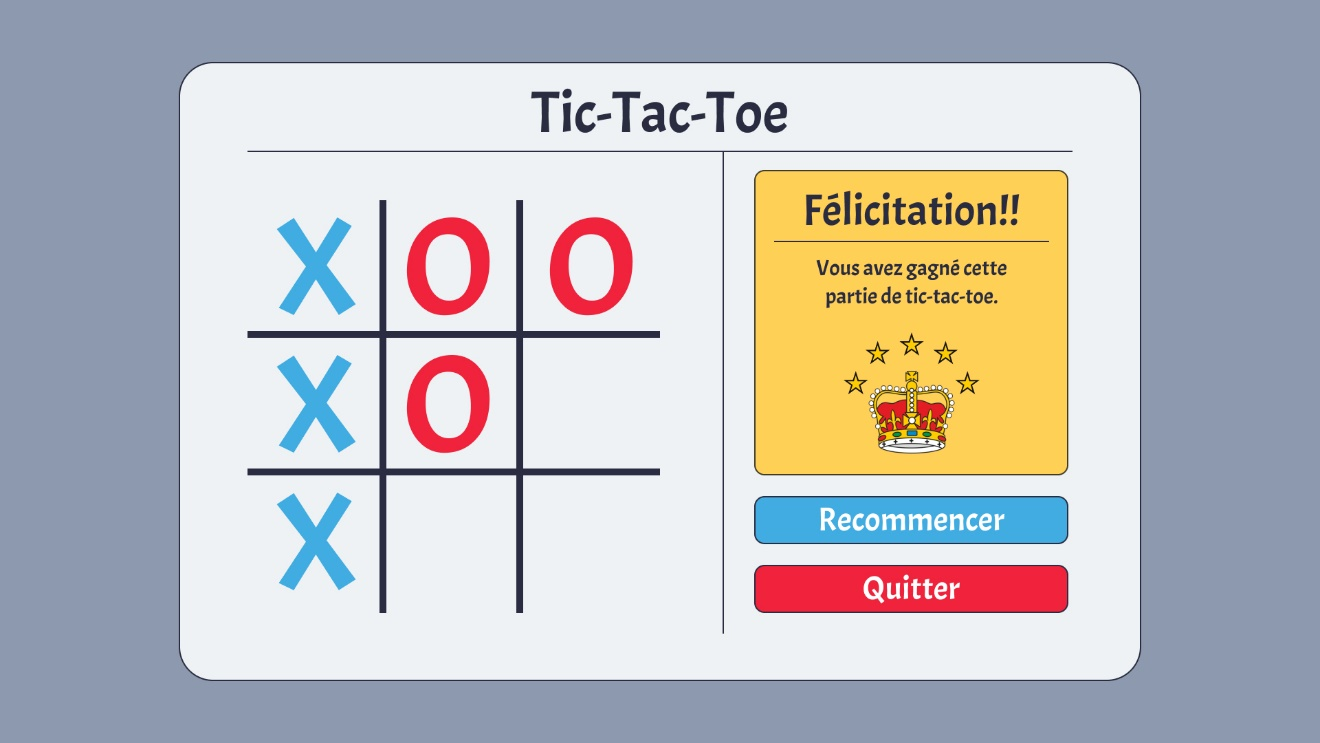 Tic-Tac-Toe
X O O
X O
X
Félicitation!!
Vous avez gagné cette
partie de tic-tac-toe.
Recommencer
Quitter